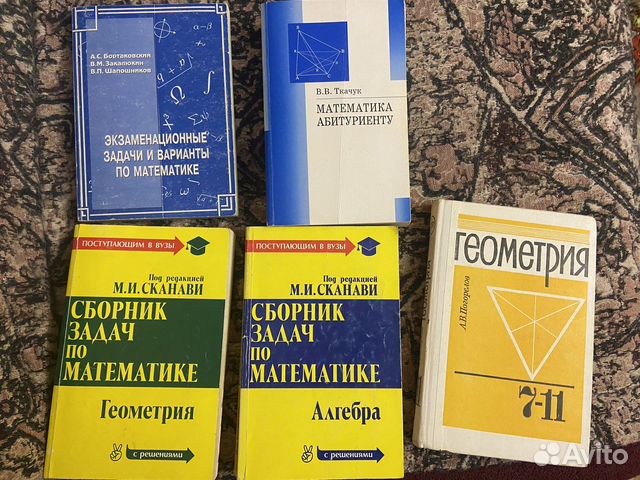 А.С. Бортаковский
В.М. Закалюкин
В.П. Шапошников
ЭКЗАМЕНАЦИОННЫЕ
ЗАДАЧИ И ВАРИАНТЫ
ПО МАТЕМАТИКЕ
В.В. Ткачук
МАТЕМАТИКА
АБИТУРИЕНТУ
ПОСТУПАЮЩИМ В ВУЗЫ
Под редакцией
М.И.СКАНАВИ
СБОРНИК
ЗАДАЧ
ПО
МАТЕМАТИКЕ
Геометрия
с решениями
ПОСТУПАЮЩИМ В ВУЗЫ
Под редакцией
М.И.СКАНАВИ
СБОРНИК
ЗАДАЧ
ПО
МАТЕМАТИКЕ
Алгебра
с решениями
ГЕОМЕТРИЯ
А.В.Погорелов
7-11
Avito